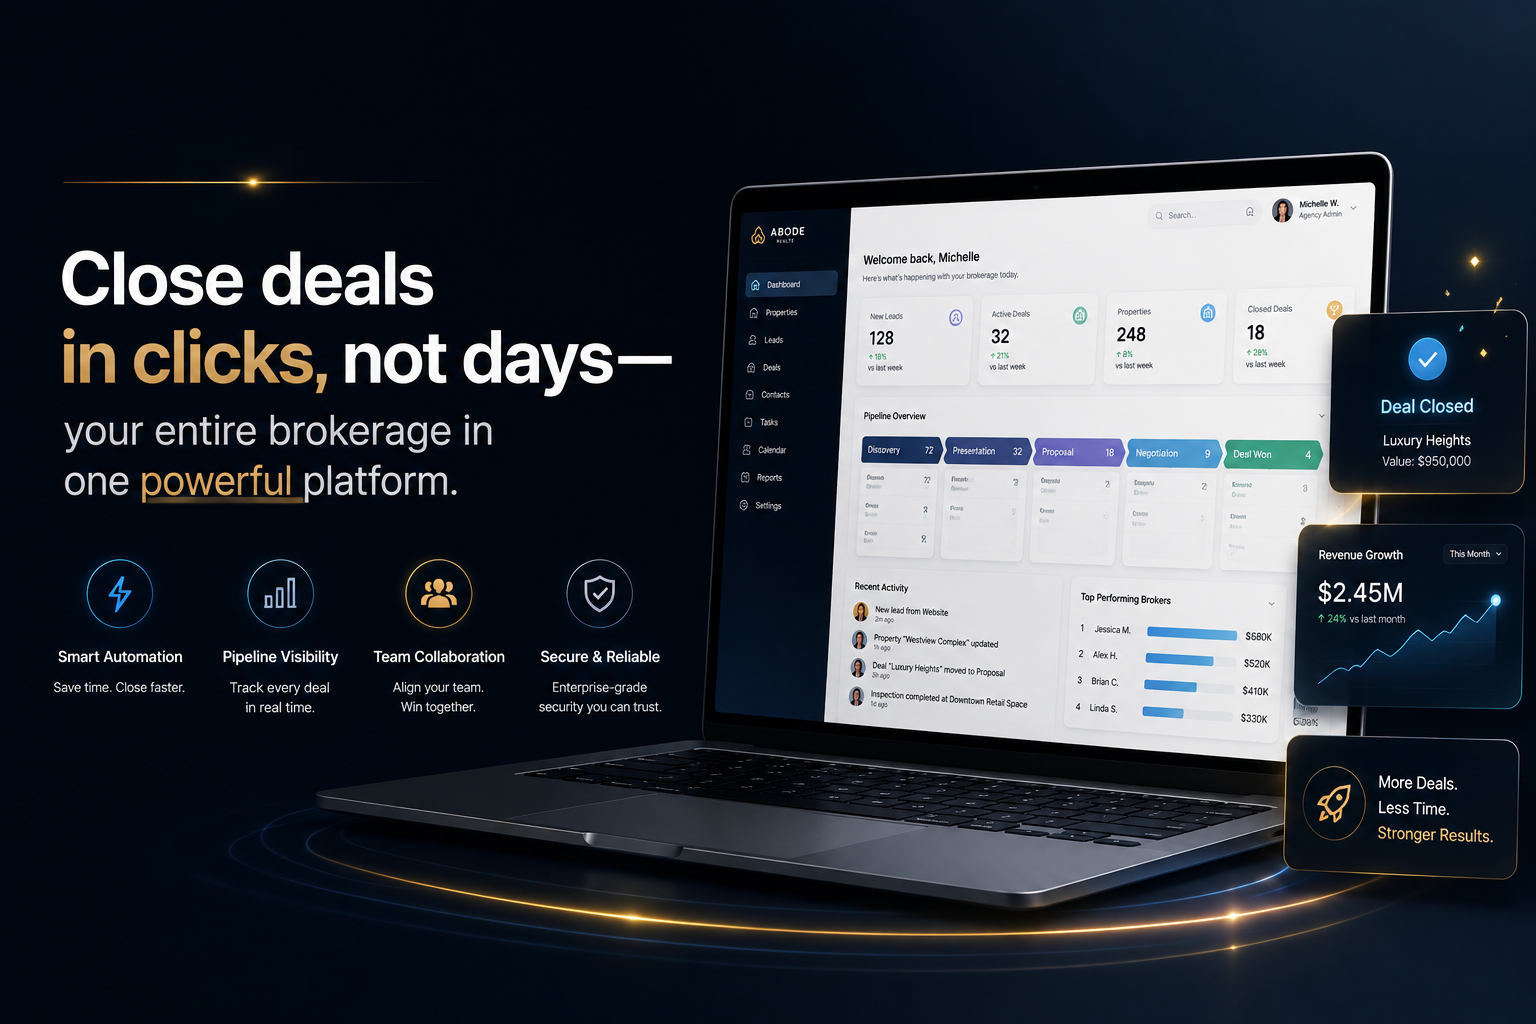 Close deals
in clicks, not days—
your entire brokerage in
one powerful platform.
Smart Automation
Save time. Close faster.
Pipeline Visibility
Track every deal
in real time.
Team Collaboration
Align your team.
Win together.
Secure & Reliable
Enterprise-grade
security you can trust.
ABODE
REALTE
Dashboard
Properties
Leads
Deals
Contacts
Tasks
Calendar
Reports
Settings
Search..
Michelle W.
Agency Admin
Welcome back, Michelle
Here's what's happening with your brokerage today.
New Leads
128
↑ 18%
vs last week
Active Deals
32
↑ 21%
vs last week
Properties
248
↑ 8%
vs last week
Closed Deals
18
↑ 28%
vs last week
Pipeline Overview
Discovery 72
Presentation 32
Proposal 18
Negotiation 9
Deal Won 4
Recent Activity
New lead from Website
2m ago
Property "Westview Complex" updated
1h ago
Deal "Luxury Heights" moved to Proposal
5h ago
Inspection completed at Downtown Retail Space
1d ago
Top Performing Brokers
1 Jessica M. $680K
2 Alex H. $520K
3 Brian C. $410K
4 Linda S. $330K
Deal Closed
Luxury Heights
Value: $950,000
Revenue Growth
This Month
$2.45M
↑ 24% vs last month
More Deals.
Less Time.
Stronger Results.